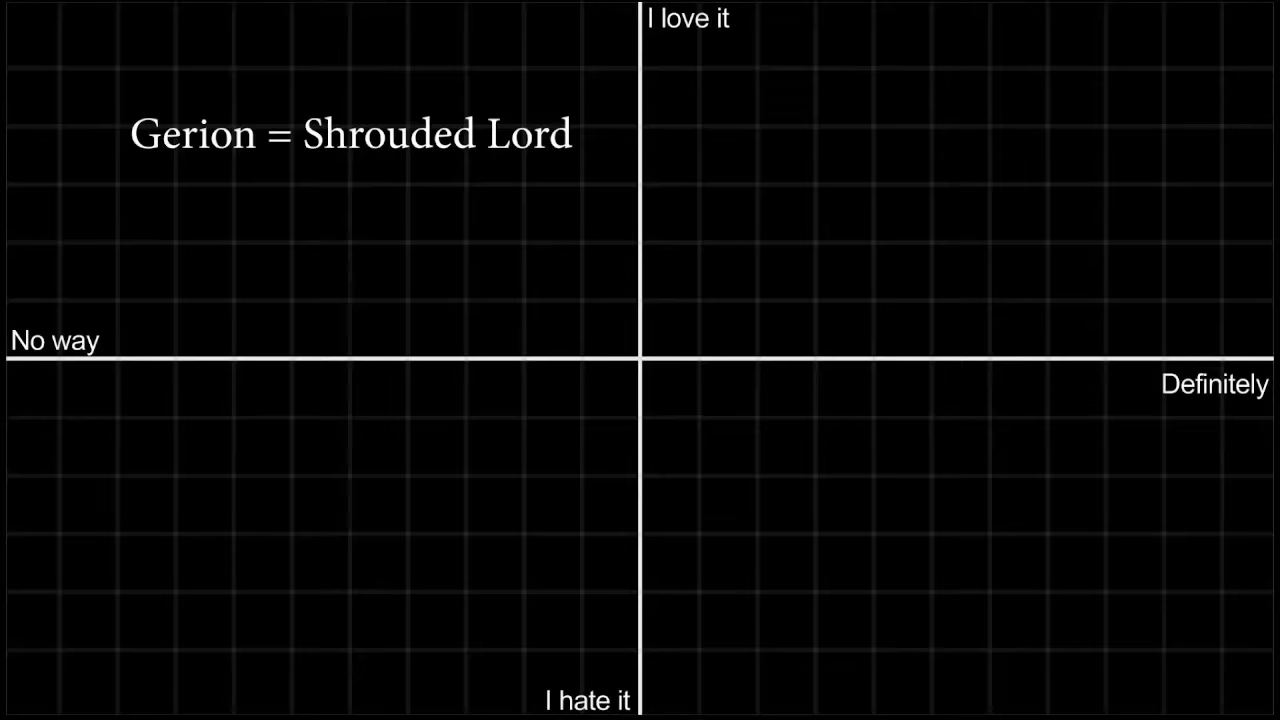 I love it
Gerion = Shrouded Lord
No way
Definitely
I hate it